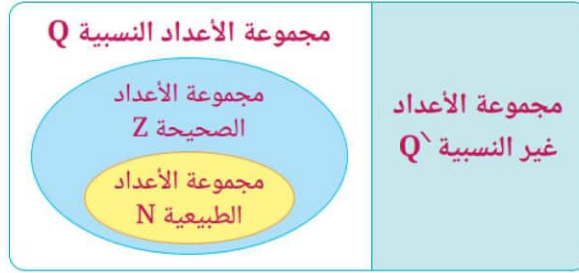 مجموعة الأعداد النسبية Q
مجموعة الأعداد
الصحيحة Z
مجموعة الأعداد
الطبيعية N
مجموعة الأعداد
غير النسبية Q`